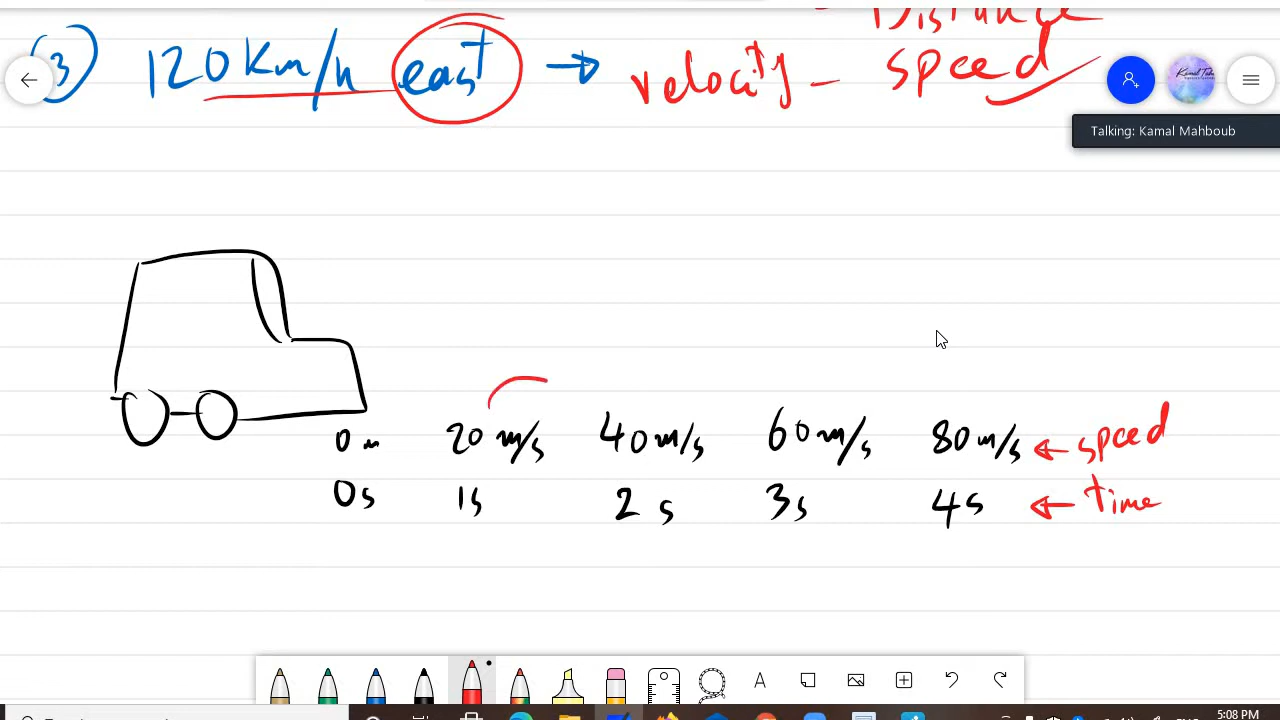 - Distance
(3) 120 Km/h east → velocity - speed
Talking: Kamal Mahboub
0 m 20 m/s 40 m/s 60 m/s 80 m/s ← speed
0s 1s 2 s 3s 4s ← time
A
5:08 PM